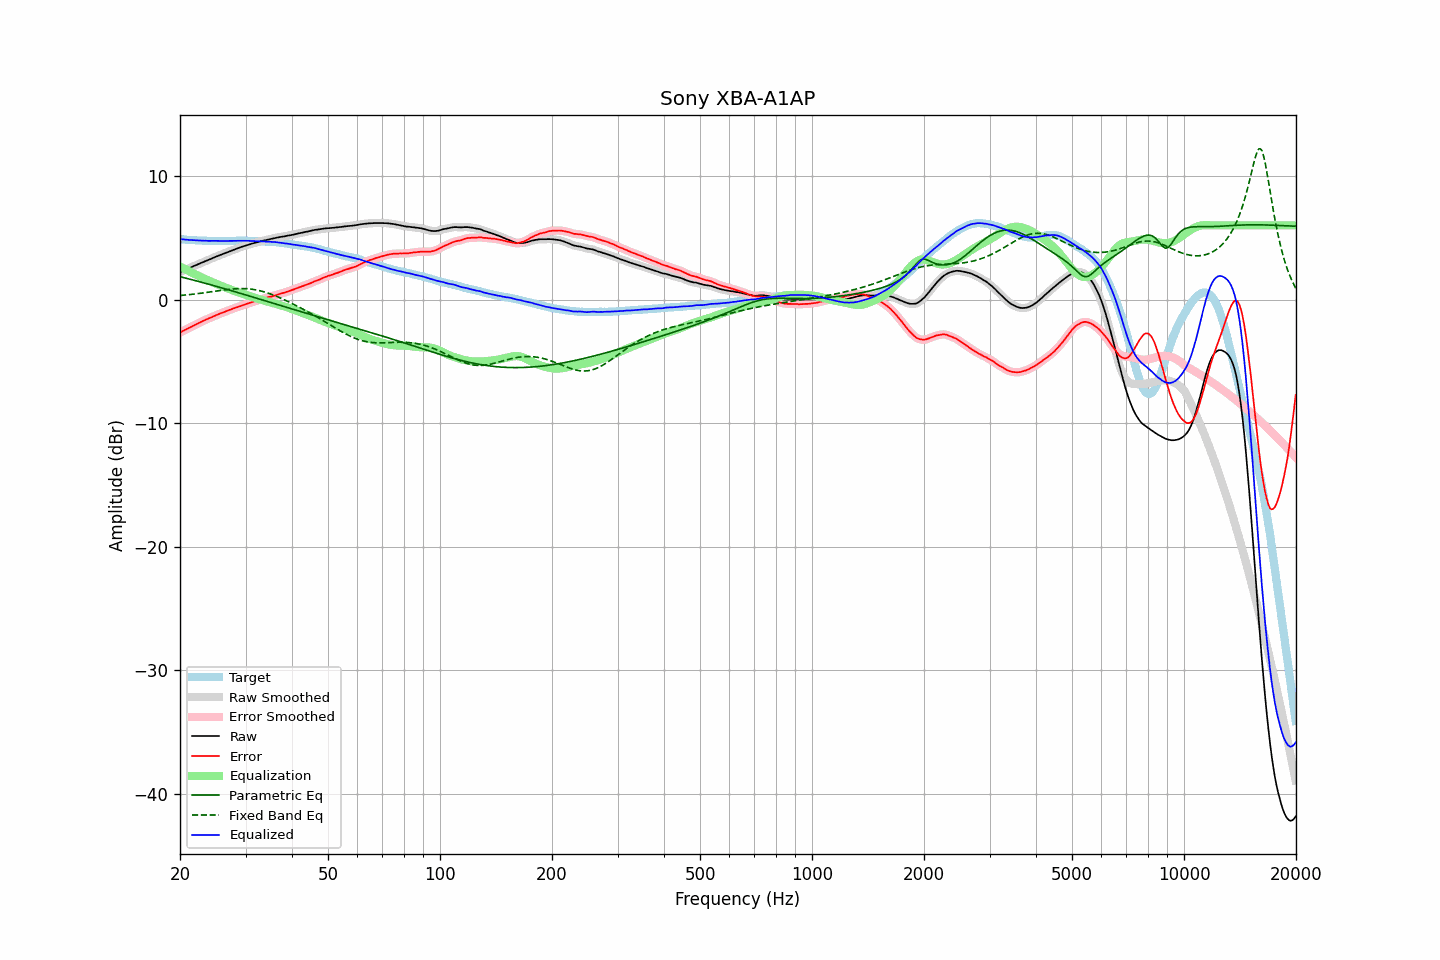 Sony XBA-A1AP
Amplitude (dBr)
10
0
−10
−20
−30
−40
Target
Raw Smoothed
Error Smoothed
Raw
Error
Equalization
Parametric Eq
Fixed Band Eq
Equalized
20 50 100 200 500 1000 2000 5000 10000 20000
Frequency (Hz)